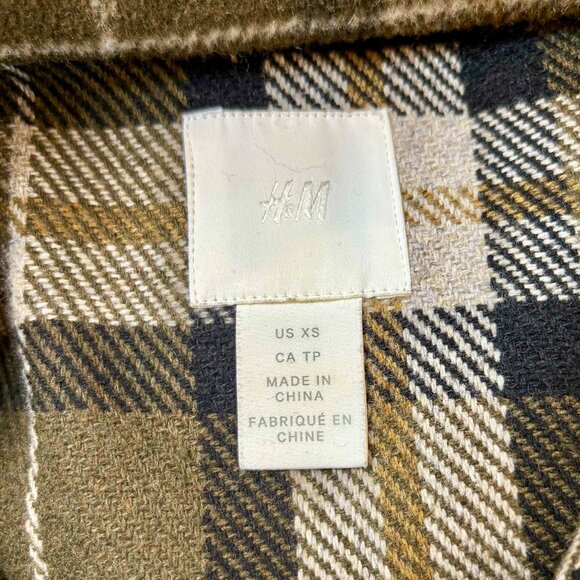 H&M
US XS
CA TP
MADE IN
CHINA
FABRIQUÉ EN
CHINE